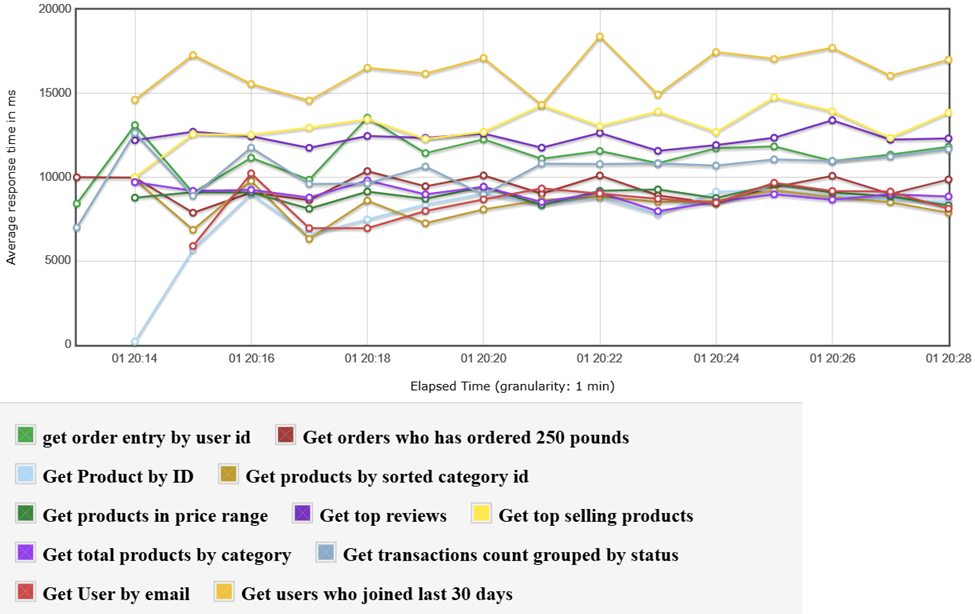 20000
15000
10000
5000
0
Average response time in ms
01 20:14 01 20:16 01 20:18 01 20:20 01 20:22 01 20:24 01 20:26 01 20:28
Elapsed Time (granularity: 1 min)
get order entry by user id Get orders who has ordered 250 pounds
Get Product by ID Get products by sorted category id
Get products in price range Get top reviews Get top selling products
Get total products by category Get transactions count grouped by status
Get User by email Get users who joined last 30 days